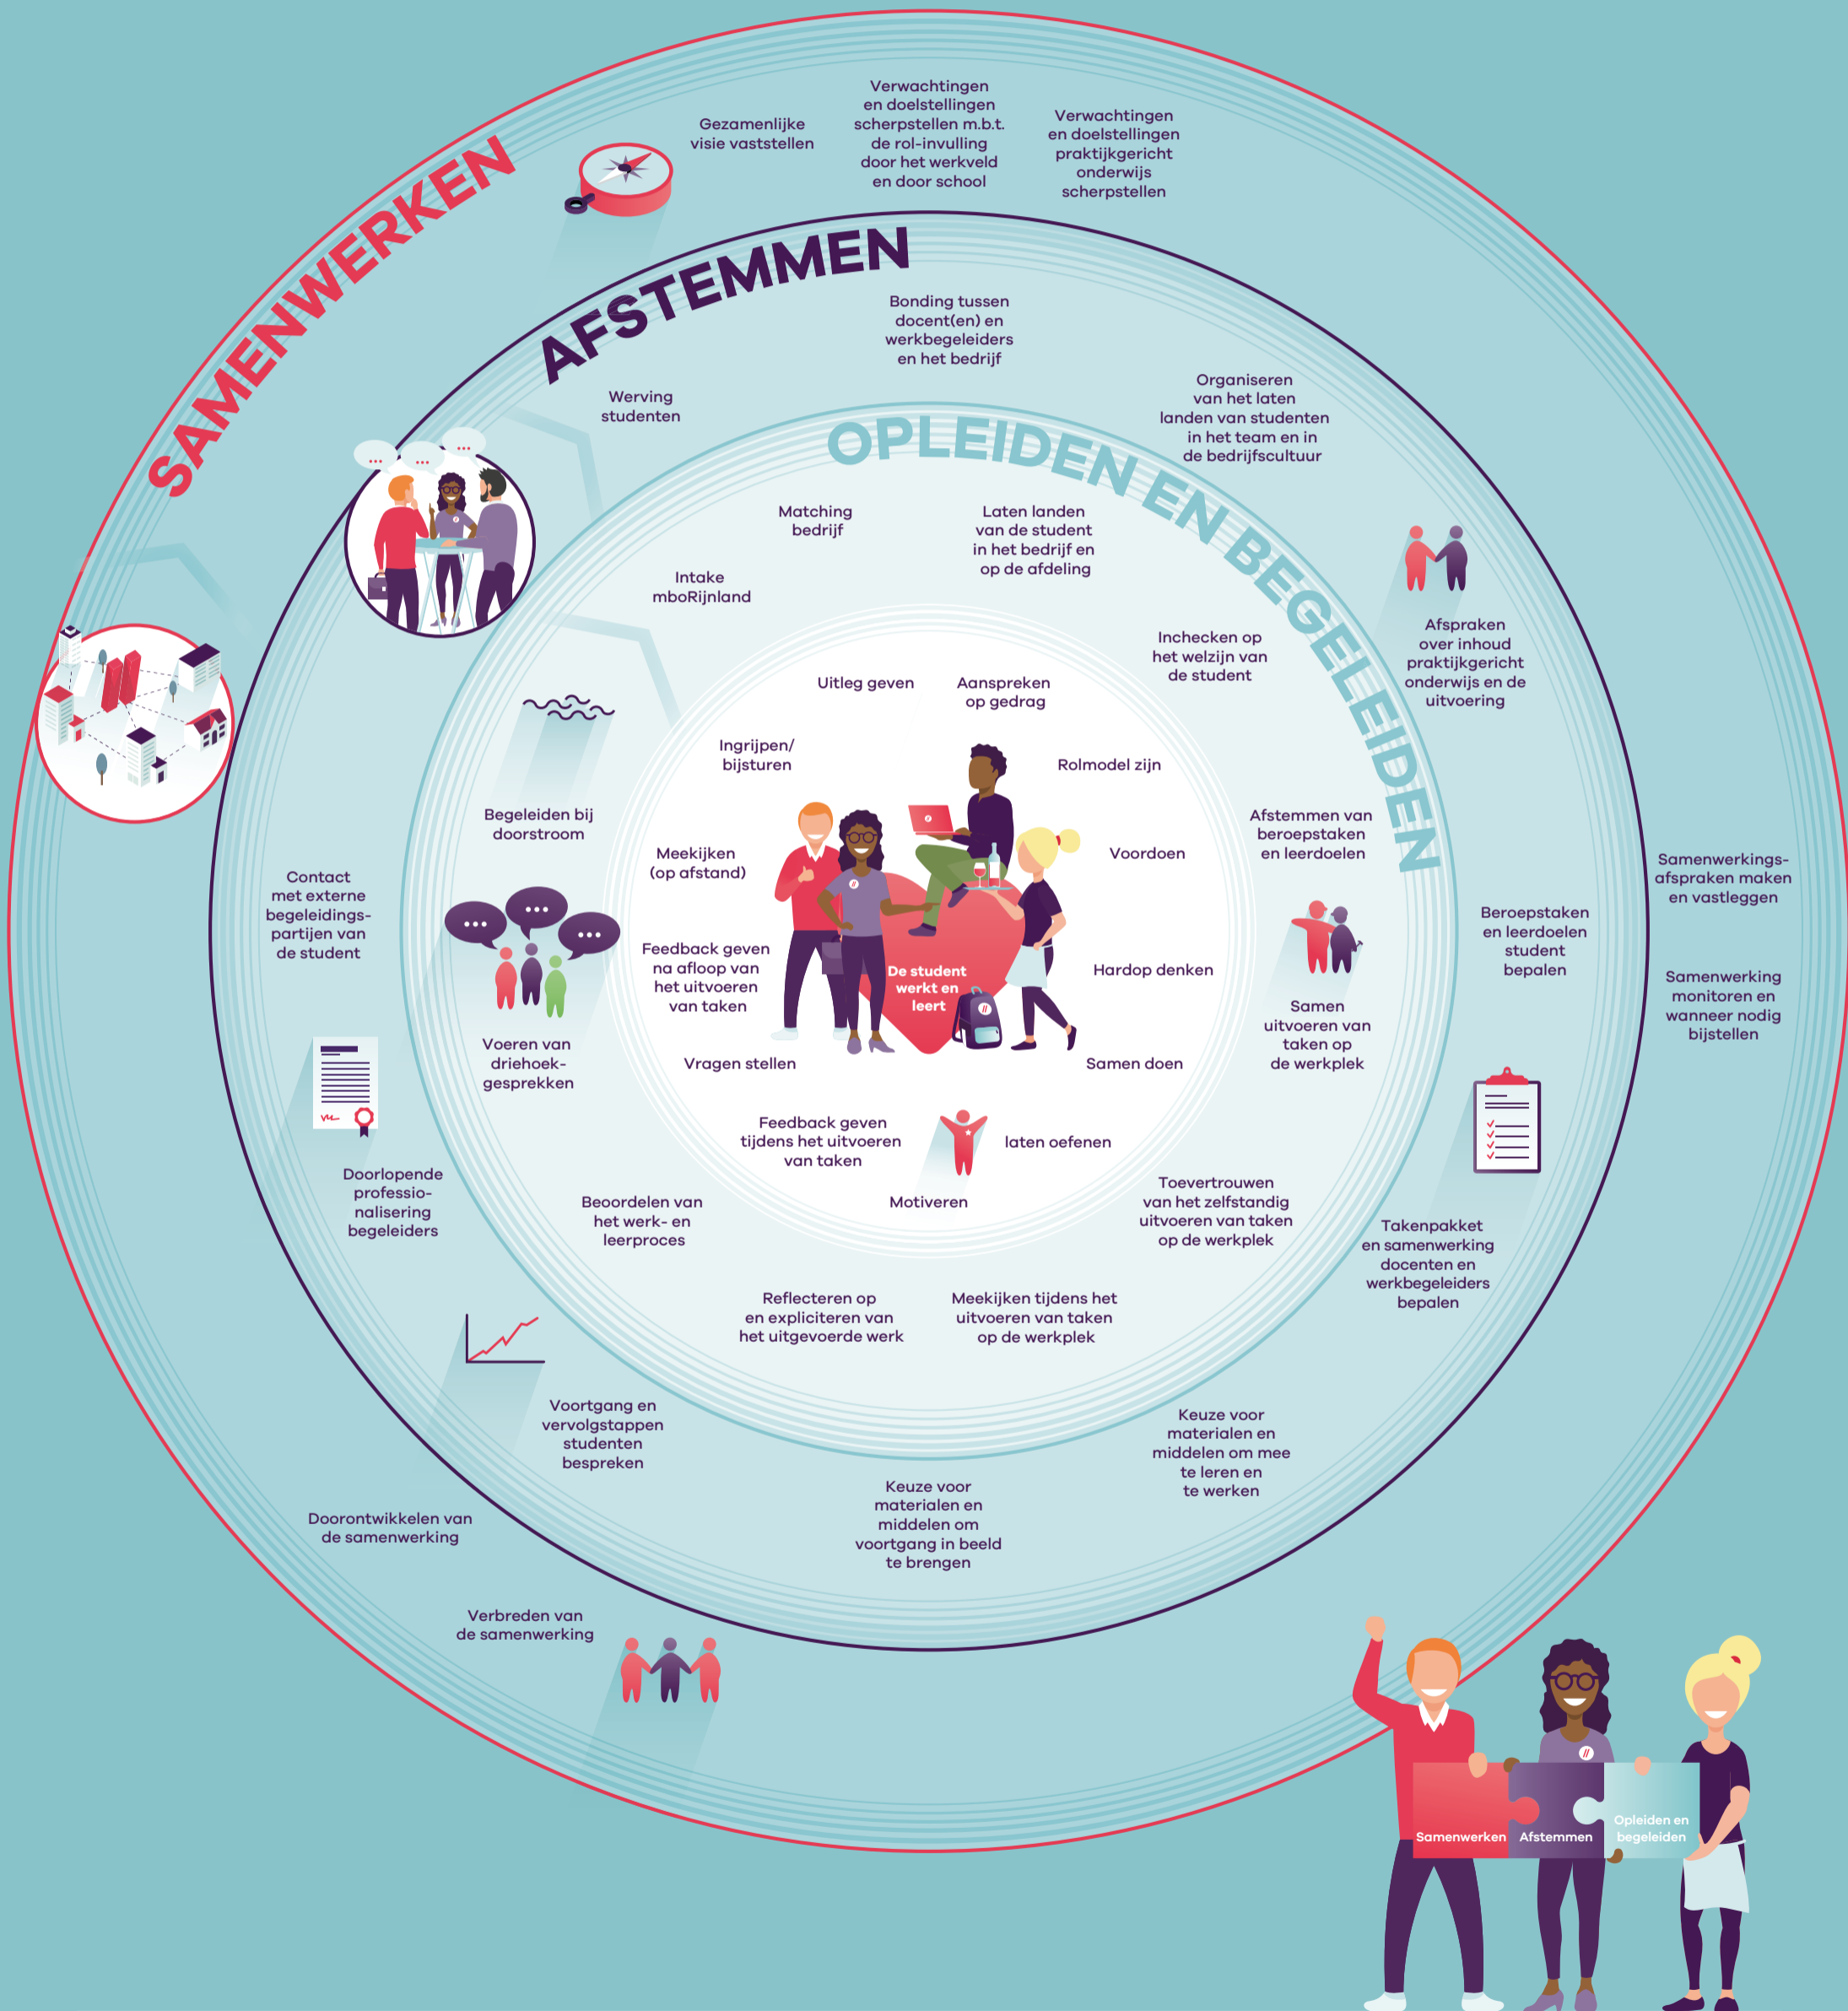 SAMENWERKEN
Gezamenlijke
visie vaststellen
Verwachtingen
en doelstellingen
scherpstellen m.b.t.
de rol-invulling
door het werkveld
en door school
Verwachtingen
en doelstellingen
praktijkgericht
onderwijs
scherpstellen
Samenwerkings-
afspraken maken
en vastleggen
Samenwerking
monitoren en
wanneer nodig
bijstellen
Verbreden van
de samenwerking
Doorontwikkelen van
de samenwerking
AFSTEMMEN
Werving
studenten
Bonding tussen
docent(en) en
werkbegeleiders
en het bedrijf
Organiseren
van het laten
landen van studenten
in het team en in
de bedrijfscultuur
Afspraken
over inhoud
praktijkgericht
onderwijs en de
uitvoering
Beroepstaken
en leerdoelen
student
bepalen
Takenpakket
en samenwerking
docenten en
werkbegeleiders
bepalen
Keuze voor
materialen en
middelen om mee
te leren en
te werken
Keuze voor
materialen en
middelen om
voortgang in beeld
te brengen
Voortgang en
vervolgstappen
studenten
bespreken
Doorlopende
professio-
nalisering
begeleiders
Contact
met externe
begeleidings-
partijen van
de student
OPLEIDEN EN BEGELEIDEN
Intake
mboRijnland
Matching
bedrijf
Laten landen
van de student
in het bedrijf en
op de afdeling
Inchecken op
het welzijn van
de student
Afstemmen van
beroepstaken
en leerdoelen
Samen
uitvoeren van
taken op
de werkplek
Toevertrouwen
van het zelfstandig
uitvoeren van taken
op de werkplek
Meekijken tijdens het
uitvoeren van taken
op de werkplek
Reflecteren op
en expliciteren van
het uitgevoerde werk
Beoordelen van
het werk- en
leerproces
Voeren van
driehoek-
gesprekken
Begeleiden bij
doorstroom
Uitleg geven
Aanspreken
op gedrag
Rolmodel zijn
Voordoen
Hardop denken
Samen doen
laten oefenen
Motiveren
Feedback geven
tijdens het uitvoeren
van taken
Vragen stellen
Feedback geven
na afloop van
het uitvoeren
van taken
Meekijken
(op afstand)
Ingrijpen/
bijsturen
De student
werkt en
leert
Samenwerken
Afstemmen
Opleiden en
begeleiden